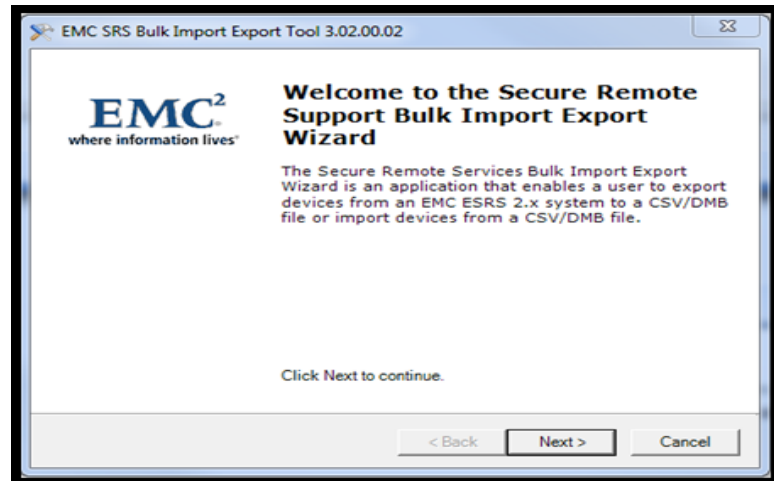 EMC SRS Bulk Import Export Tool 3.02.00.02
EMC²
where information lives®
Welcome to the Secure Remote
Support Bulk Import Export
Wizard
The Secure Remote Services Bulk Import Export
Wizard is an application that enables a user to export
devices from an EMC ESRS 2.x system to a CSV/DMB
file or import devices from a CSV/DMB file.
Click Next to continue.
< Back
Next >
Cancel